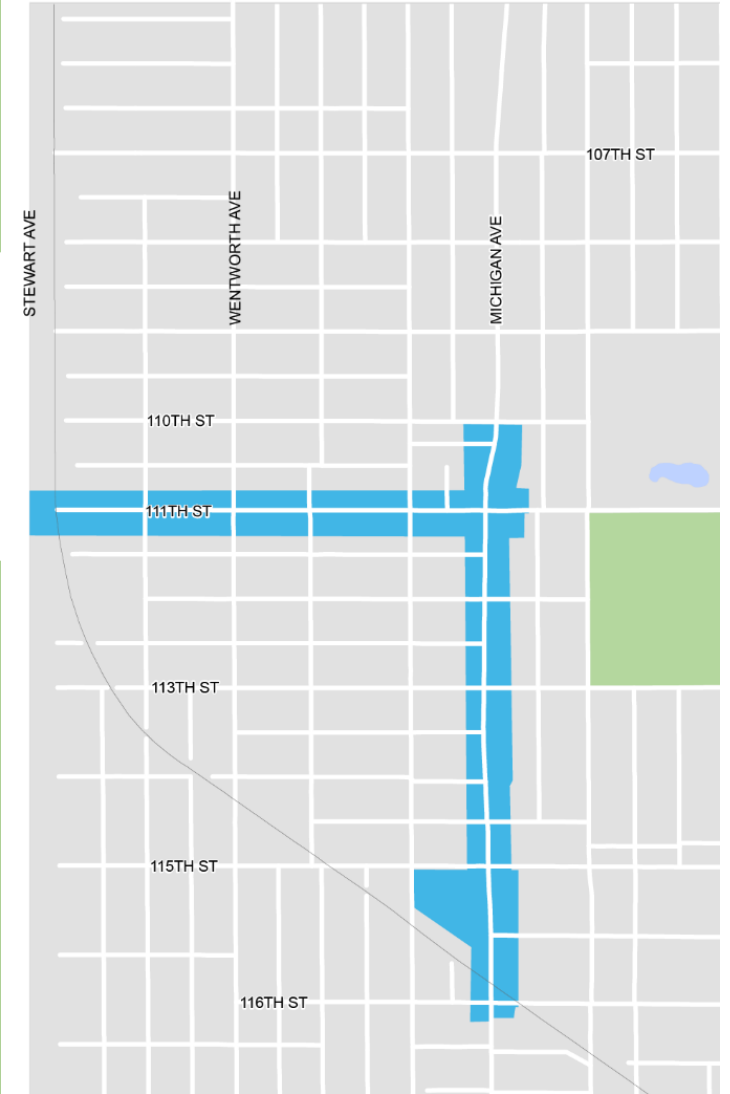 107TH ST
STEWART AVE
WENTWORTH AVE
MICHIGAN AVE
110TH ST
111TH ST
113TH ST
115TH ST
116TH ST